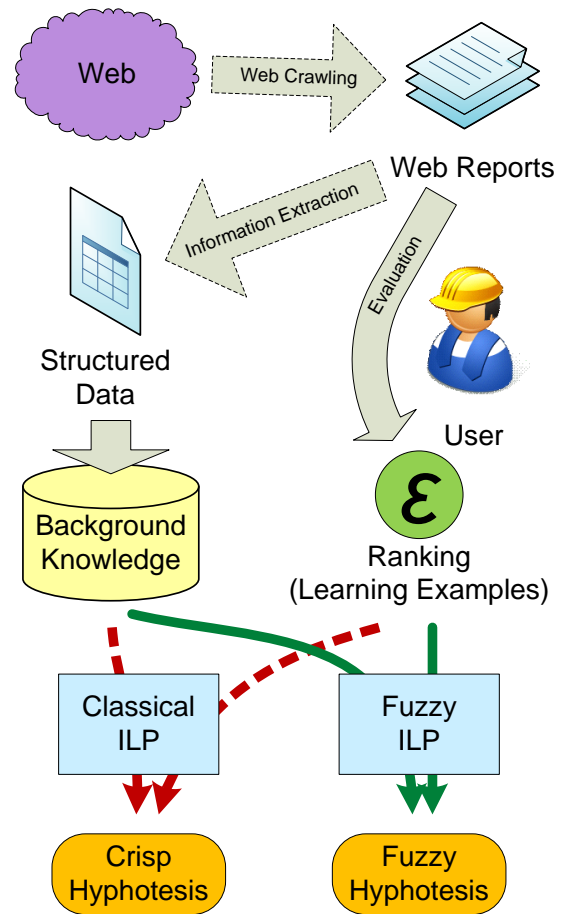 Web
Web Crawling
Web Reports
Information Extraction
Evaluation
Structured
Data
User
Background
Knowledge
ε
Ranking
(Learning Examples)
Classical
ILP
Fuzzy
ILP
Crisp
Hyphotesis
Fuzzy
Hyphotesis